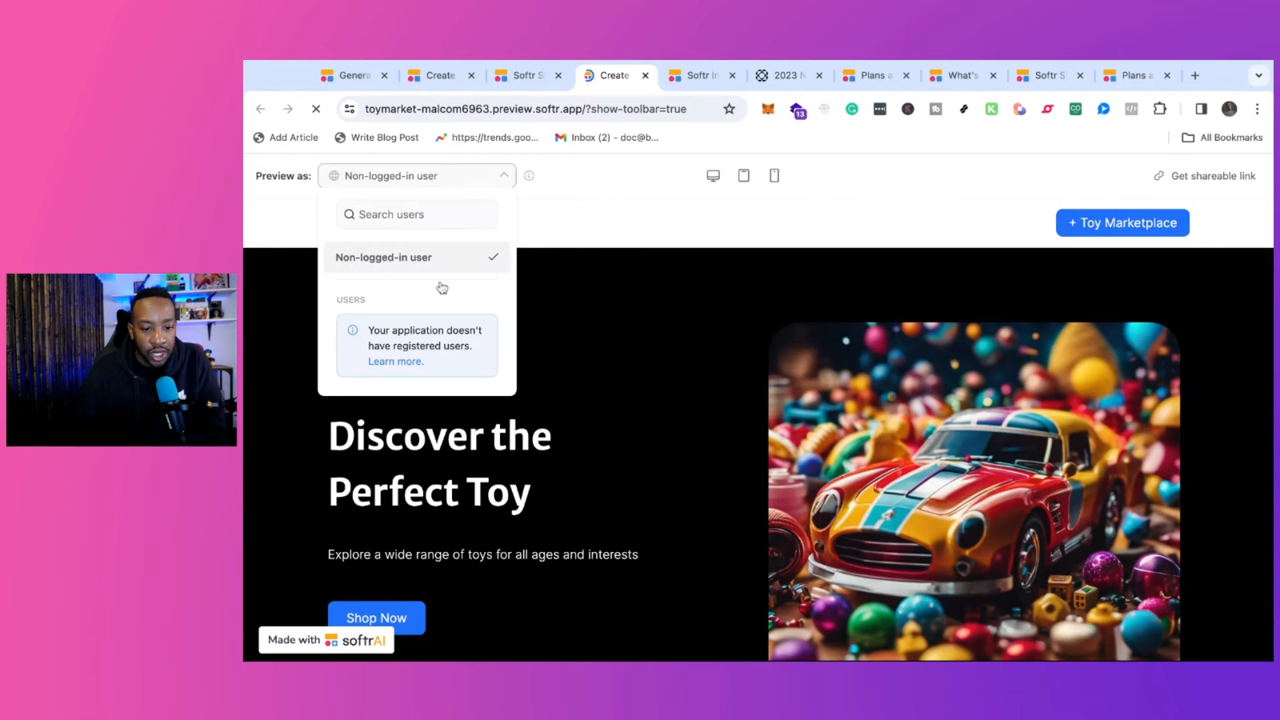 Genera
Create
Softr S
Create
Softr In
2023 N
Plans a
What's
Softr S
Plans a
toymarket-malcom6963.preview.softr.app/?show-toolbar=true
13
Add Article
Write Blog Post
https://trends.goo...
Inbox (2) - doc@b...
All Bookmarks
Preview as:
Non-logged-in user
Get shareable link
Search users
+ Toy Marketplace
Non-logged-in user
USERS
Your application doesn't
have registered users.
Learn more.
Discover the
Perfect Toy
Explore a wide range of toys for all ages and interests
Shop Now
Made with softrAI